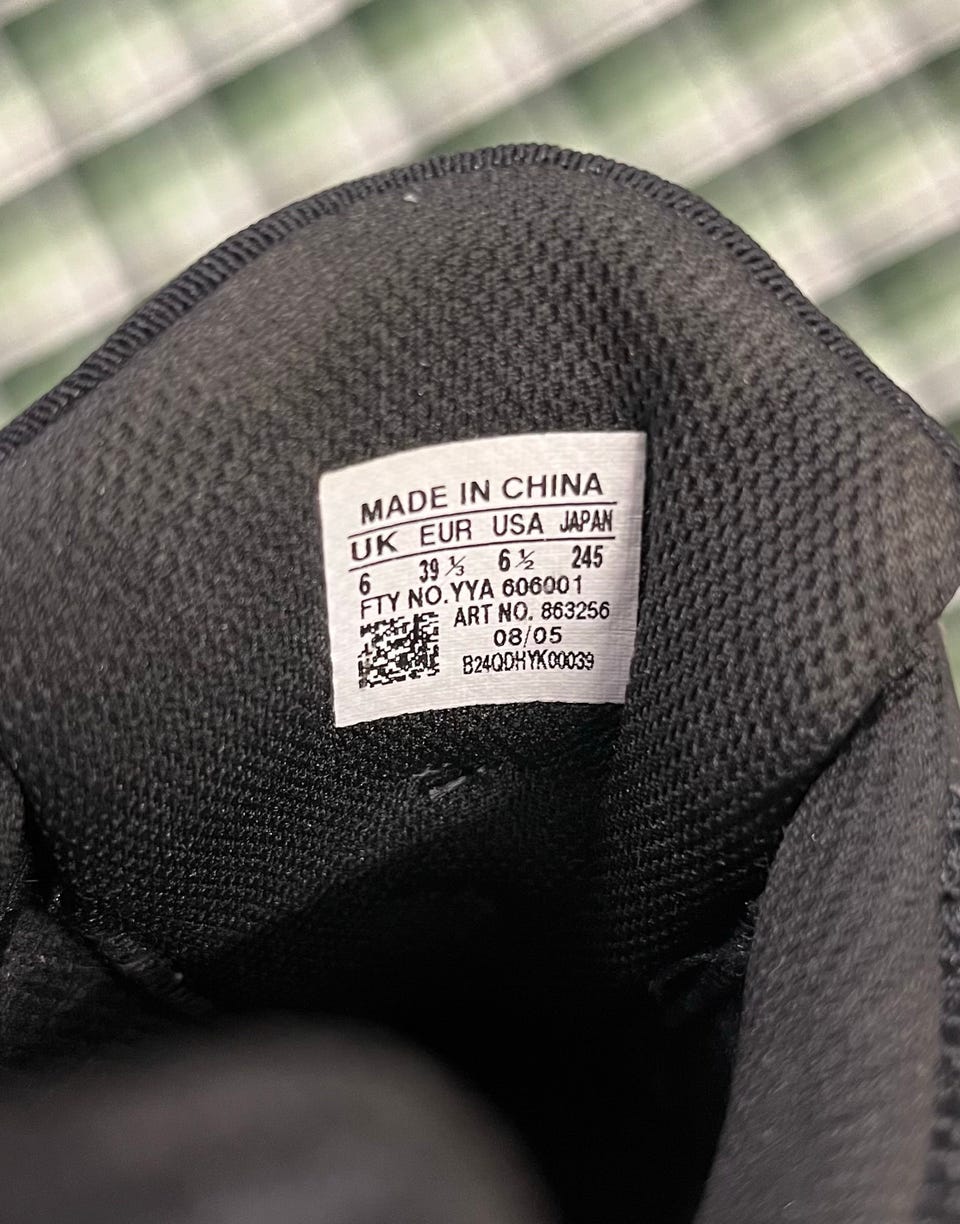 MADE IN CHINA
UK EUR USA JAPAN
6 39 ⅓ 6 ½ 245
FTY NO.YYA 606001
ART NO. 863256
08/05
B24QDHYK00039